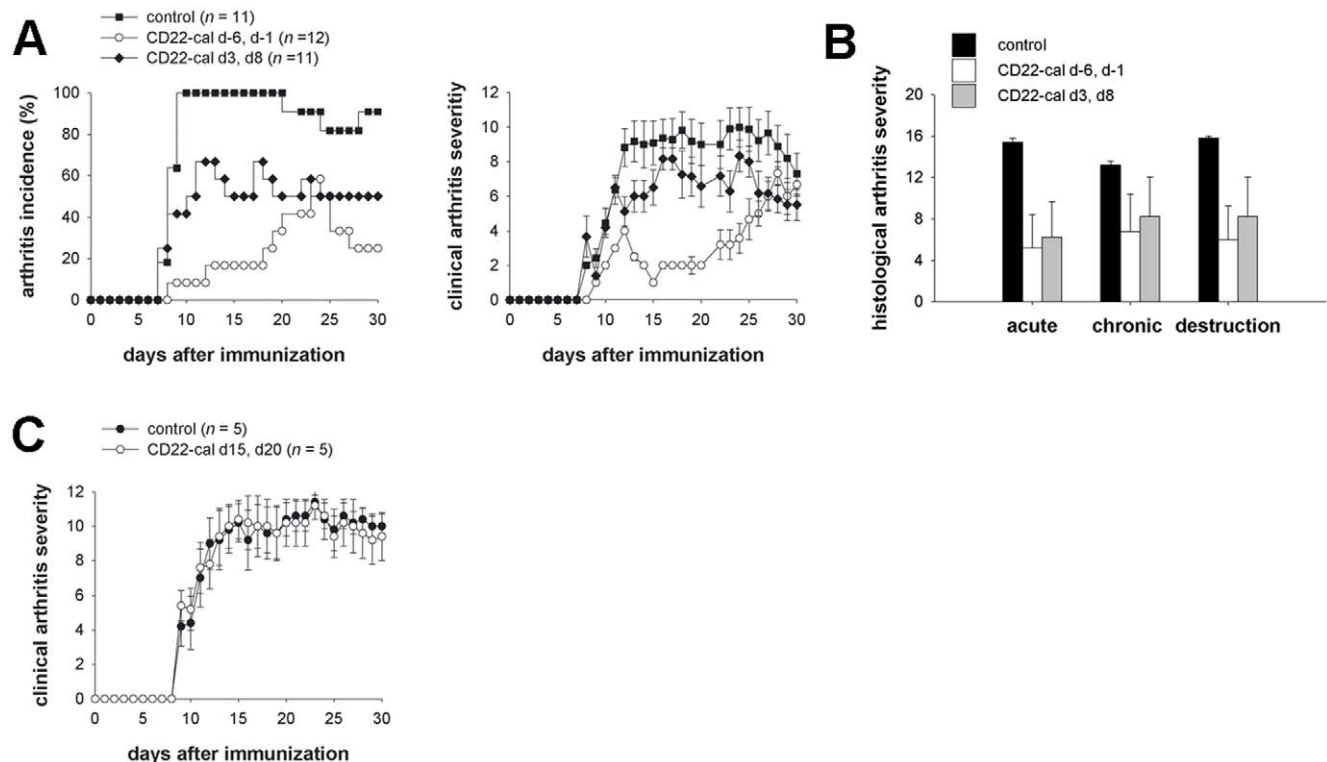 A
control (n = 11)
CD22-cal d-6, d-1 (n =12)
CD22-cal d3, d8 (n =11)
arthritis incidence (%)
100
80
60
40
20
0
0 5 10 15 20 25 30
days after immunization
clinical arthritis severitiy
12
10
8
6
4
2
0
0 5 10 15 20 25 30
days after immunization
B
control
CD22-cal d-6, d-1
CD22-cal d3, d8
histological arthritis severity
20
16
12
8
4
0
acute chronic destruction
C
control (n = 5)
CD22-cal d15, d20 (n = 5)
clinical arthritis severity
12
10
8
6
4
2
0
0 5 10 15 20 25 30
days after immunization